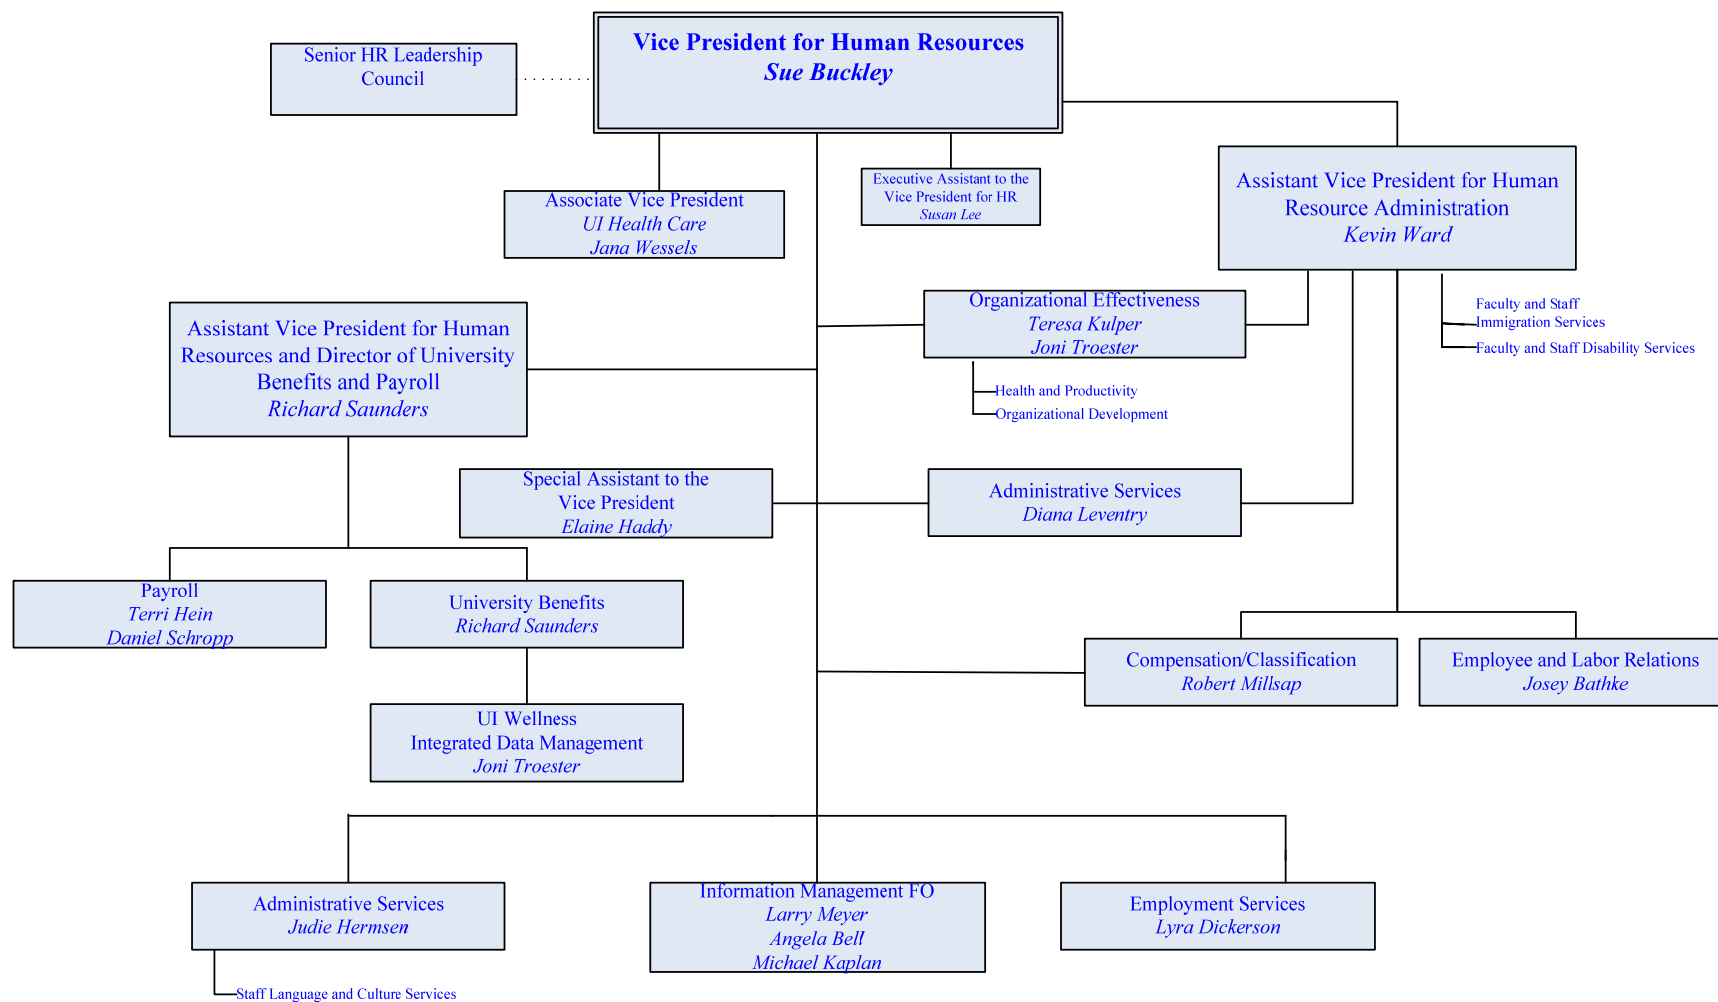 Vice President for Human Resources
Sue Buckley
Senior HR Leadership
Council
Associate Vice President
UI Health Care
Jana Wessels
Executive Assistant to the
Vice President for HR
Susan Lee
Assistant Vice President for Human
Resource Administration
Kevin Ward
Faculty and Staff
Immigration Services
Faculty and Staff Disability Services
Organizational Effectiveness
Teresa Kulper
Joni Troester
Health and Productivity
Organizational Development
Assistant Vice President for Human
Resources and Director of University
Benefits and Payroll
Richard Saunders
Special Assistant to the
Vice President
Elaine Haddy
Administrative Services
Diana Leventry
Payroll
Terri Hein
Daniel Schropp
University Benefits
Richard Saunders
Compensation/Classification
Robert Millsap
Employee and Labor Relations
Josey Bathke
UI Wellness
Integrated Data Management
Joni Troester
Administrative Services
Judie Hermsen
Staff Language and Culture Services
Information Management FO
Larry Meyer
Angela Bell
Michael Kaplan
Employment Services
Lyra Dickerson